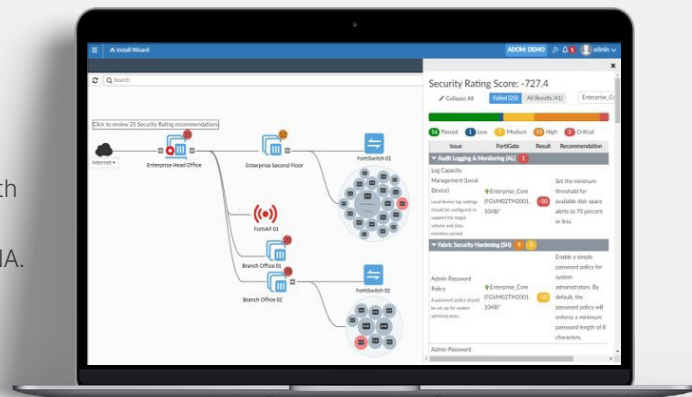 Install Wizard
ADOM: DEMO
admin
Search
Click to review 25 Security Rating recommendations
Internet
Enterprise Head Office
Enterprise Second Floor
FortiSwitch 01
FortiAP 01
Branch Office 01
Branch Office 02
FortiSwitch 02
th
IA.
Security Rating Score: -727.4
Collapse All
Failed (25)
All Results (41)
Enterprise_Co
Passed
Low
Medium
High
Critical
Issue FortiGate Result Recommendation
Audit Logging & Monitoring (AL) 1
Log Capacity
Management (Local
Device)
Local device log settings
should be configured to
support the target
volume and data
retention period.
Enterprise_Core
(FGVM02TM2001
1048)"
-50
Set the minimum
threshold for
available disk space
alerts to 70 percent
or less.
Fabric Security Hardening (SH)
Admin Password
Policy
A password policy should
be set up for system
administrators.
Enterprise_Core
(FGVM02TM2001
1048)"
Enable a simple
password policy for
system
administrators. By
default, the
password policy will
enforce a minimum
password length of 8
characters.
Admin Password